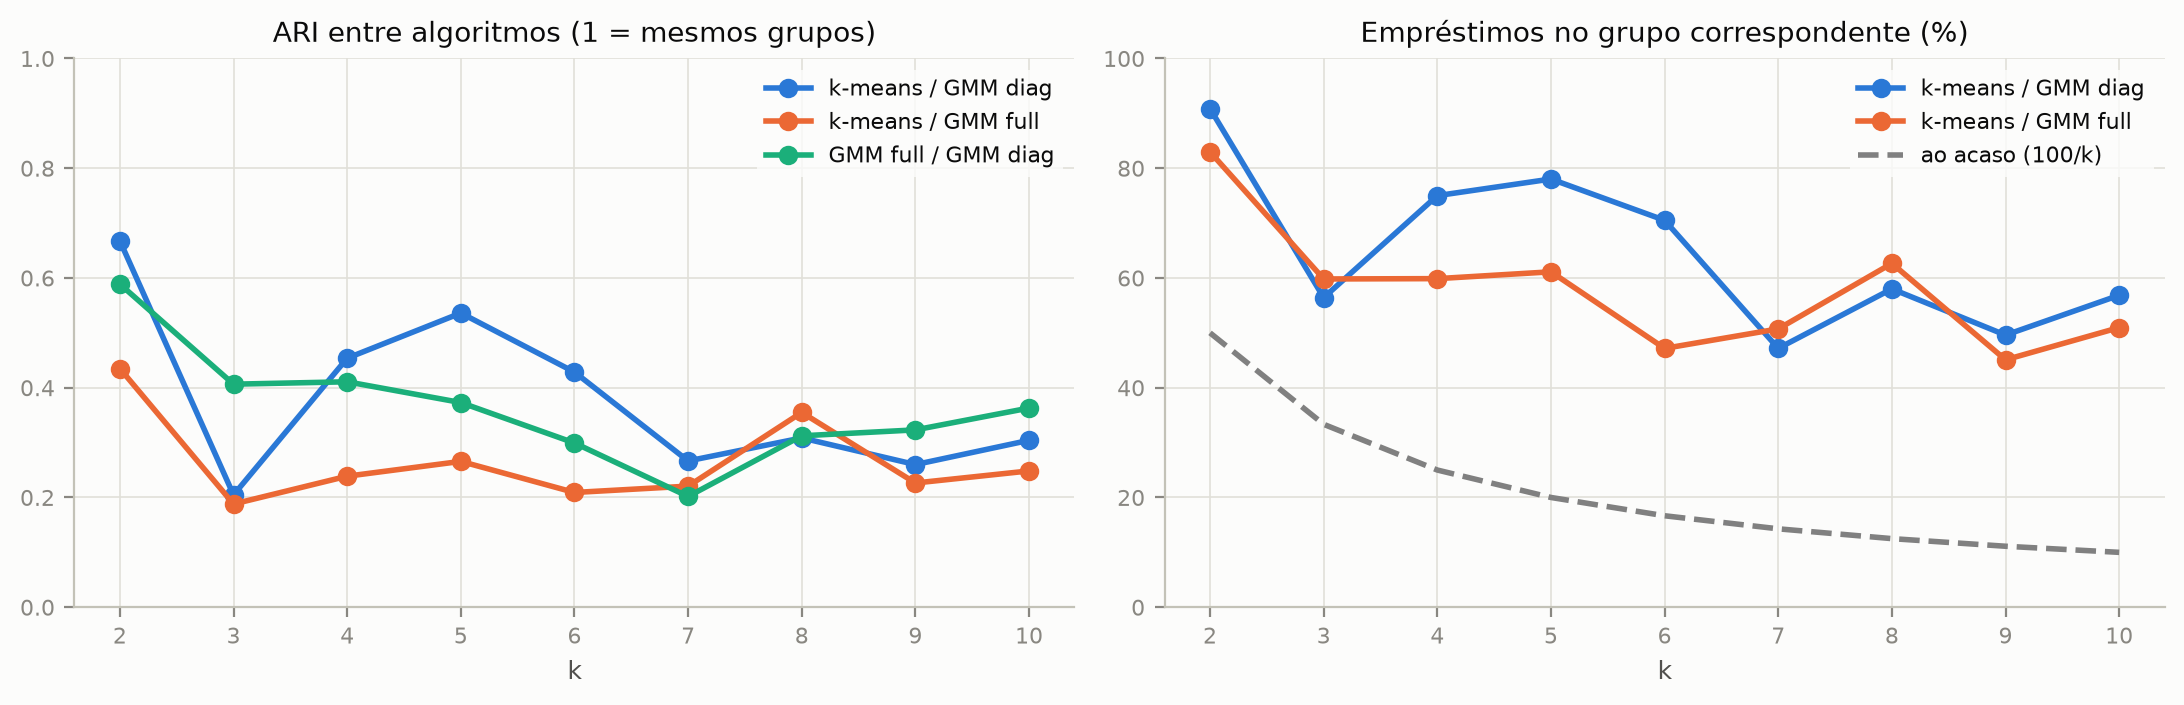 ARI entre algoritmos (1 = mesmos grupos)
1.0
0.8
0.6
0.4
0.2
0.0
k-means / GMM diag
k-means / GMM full
GMM full / GMM diag
2 3 4 5 6 7 8 9 10
k
Empréstimos no grupo correspondente (%)
100
80
60
40
20
0
k-means / GMM diag
k-means / GMM full
ao acaso (100/k)
2 3 4 5 6 7 8 9 10
k